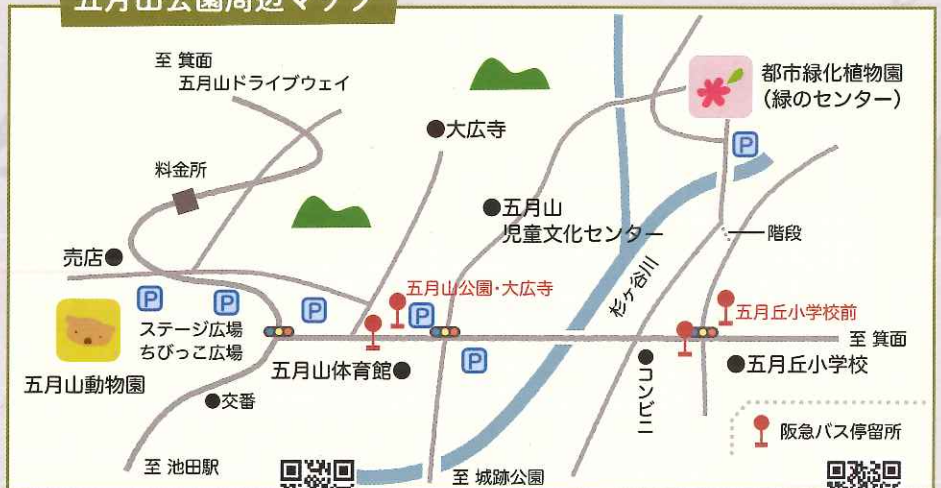 五月山公園周辺マップ
至 箕面
五月山ドライブウェイ
都市緑化植物園
(緑のセンター)
P
大広寺
料金所
五月山
児童文化センター
階段
売店
杉ヶ谷川
五月山公園・大広寺
P
P
P
P
五月丘小学校前
ステージ広場
ちびっこ広場
至 箕面
P
五月山動物園
五月山体育館
コンビニ
五月丘小学校
交番
阪急バス停留所
至 池田駅
至 城跡公園